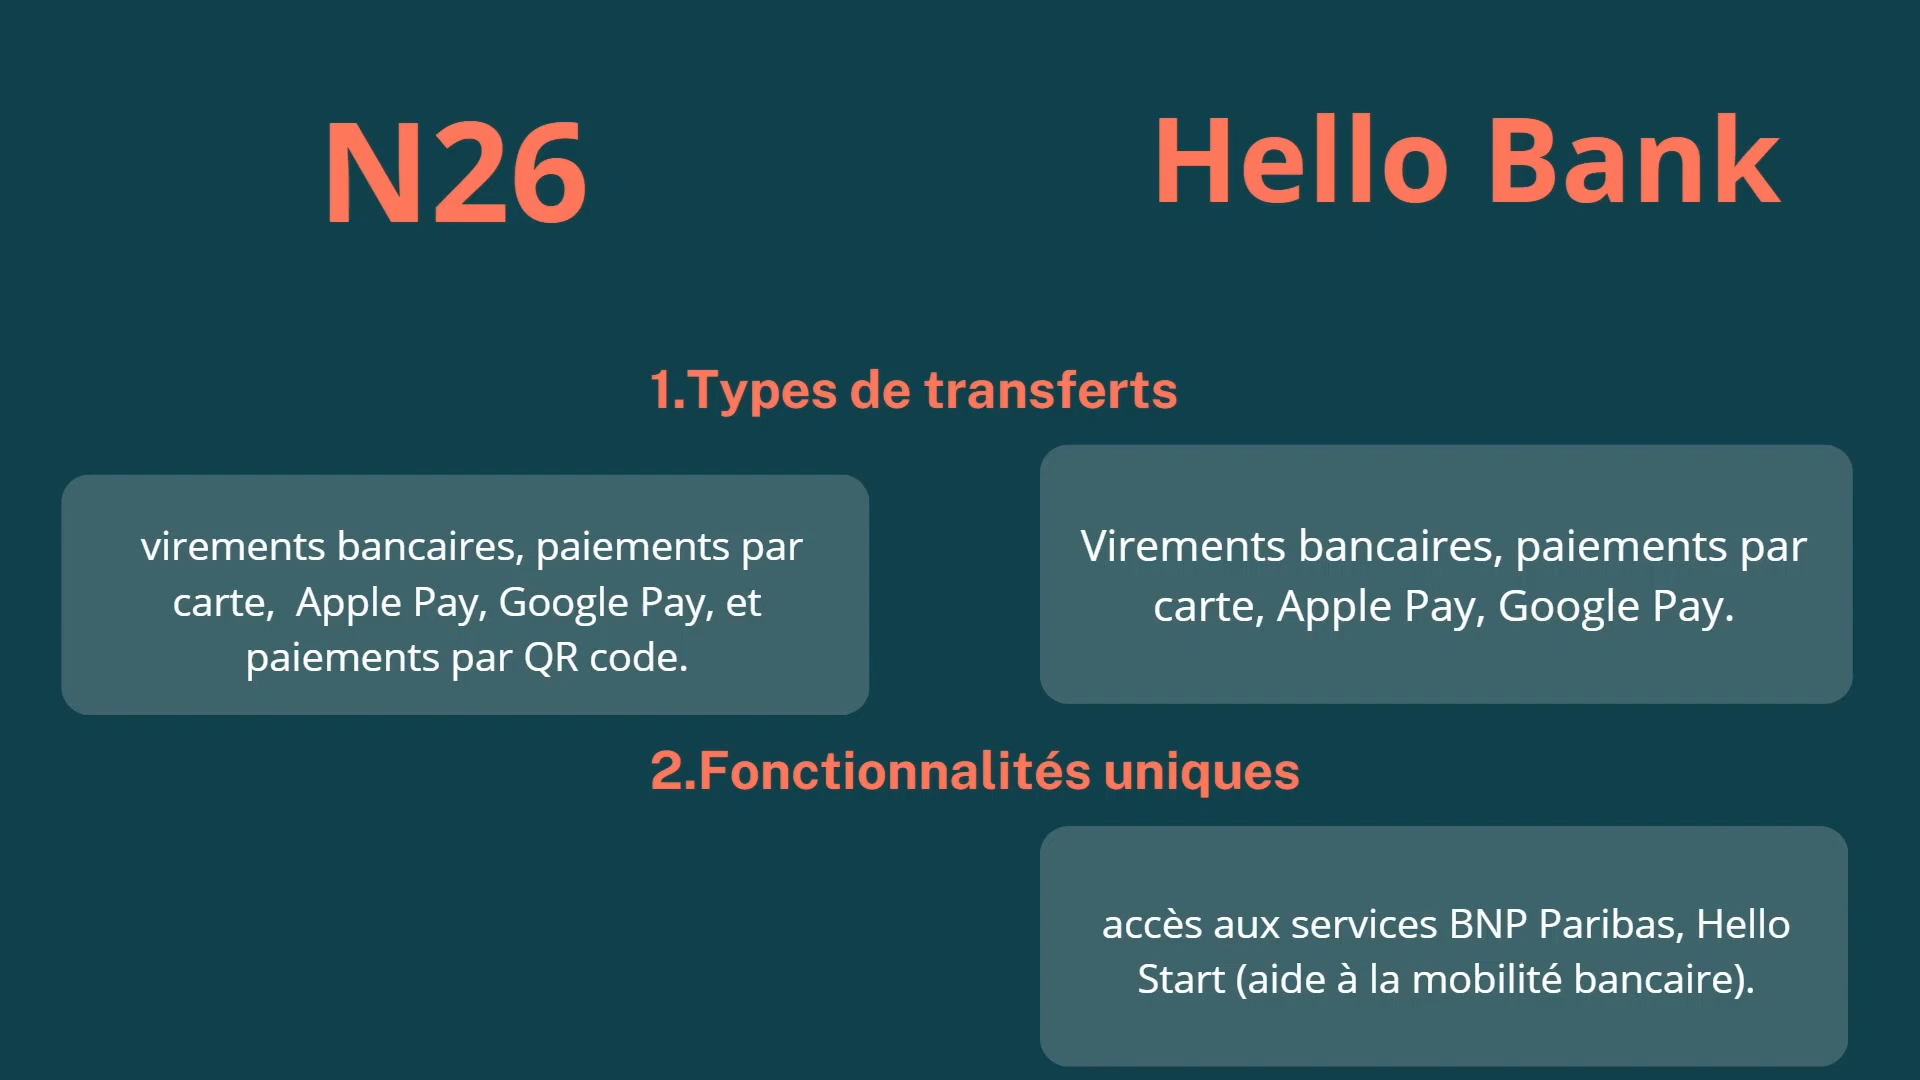 N26
Hello Bank
1.Types de transferts
virements bancaires, paiements par
carte,  Apple Pay, Google Pay, et
paiements par QR code.
Virements bancaires, paiements par
carte, Apple Pay, Google Pay.
2.Fonctionnalités uniques
accès aux services BNP Paribas, Hello
Start (aide à la mobilité bancaire).